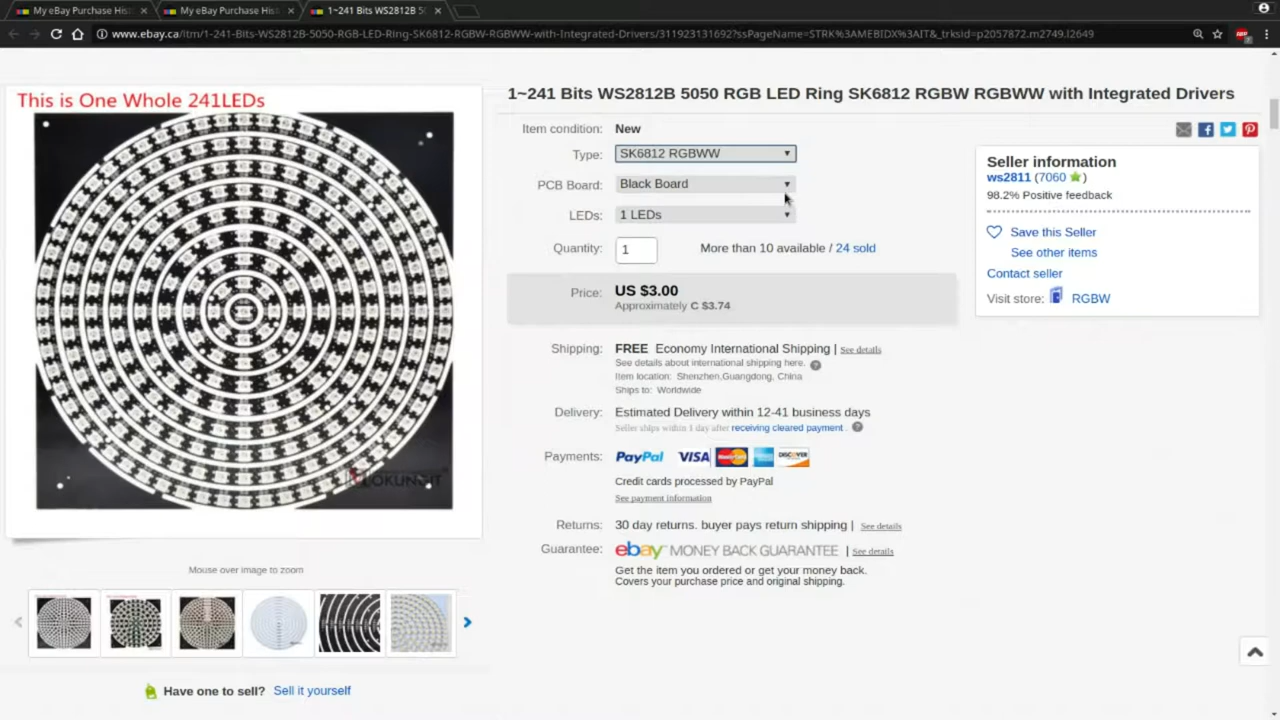 My eBay Purchase His
My eBay Purchase His
1~241 Bits WS2812B 5
www.ebay.ca/itm/1-241-Bits-WS2812B-5050-RGB-LED-Ring-SK6812-RGBW-RGBWW-with-Integrated-Drivers/311923131692?ssPageName=STRK%3AMEBIDX%3AIT&_trksid=p2057872.m2749.l2649
This is One Whole 241LEDs
1~241 Bits WS2812B 5050 RGB LED Ring SK6812 RGBW RGBWW with Integrated Drivers
Item condition: New
Type: SK6812 RGBWW
PCB Board: Black Board
LEDs: 1 LEDs
Quantity: 1 More than 10 available / 24 sold
Price: US $3.00
Approximately C $3.74
Shipping: FREE Economy International Shipping | See details
See details about international shipping here.
Item location: Shenzhen,Guangdong, China
Ships to: Worldwide
Delivery: Estimated Delivery within 12-41 business days
Seller ships within 1 day after receiving cleared payment .
Payments: PayPal VISA MasterCard DISCOVER
Credit cards processed by PayPal
See payment information
Returns: 30 day returns. buyer pays return shipping | See details
Guarantee: ebay MONEY BACK GUARANTEE | See details
Get the item you ordered or get your money back.
Covers your purchase price and original shipping.
Seller information
ws2811 (7060 )
98.2% Positive feedback
Save this Seller
See other items
Contact seller
Visit store: RGBW
Mouse over image to zoom
Have one to sell? Sell it yourself